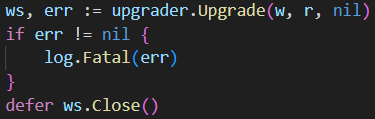 ws, err := upgrader.Upgrade(w, r, nil)
if err != nil {
    log.Fatal(err)
}
defer ws.Close()